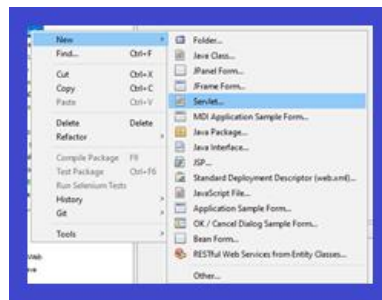 New
Find... Ctrl+F
Cut Ctrl+X
Copy Ctrl+C
Paste Ctrl+V
Delete Delete
Refactor
Compile Package F9
Test Package Ctrl+F6
Run Selenium Tests
History
Git
Tools
Folder...
Java Class...
JPanel Form...
JFrame Form...
Servlet...
MDI Application Sample Form...
Java Package...
Java Interface...
JSP...
Standard Deployment Descriptor (web.xml)...
JavaScript File...
Application Sample Form...
OK / Cancel Dialog Sample Form...
Bean Form...
RESTful Web Services from Entity Classes...
Other...